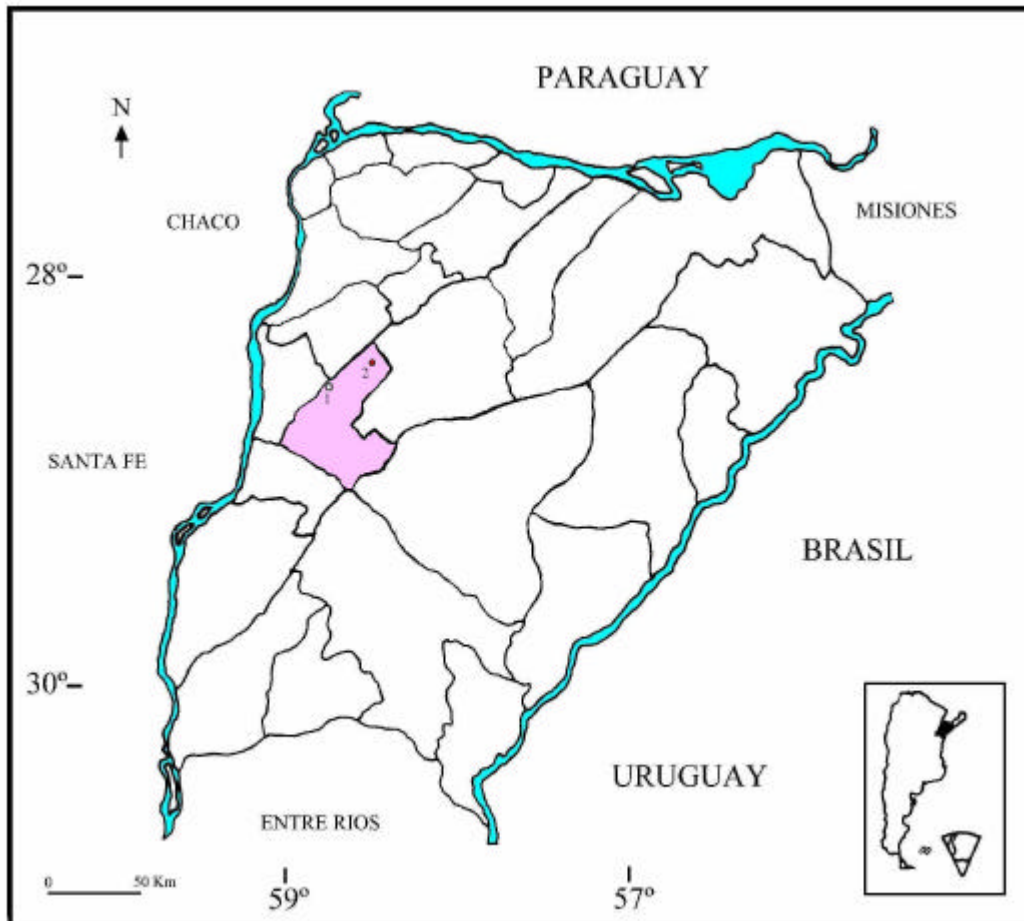 PARAGUAY
N
CHACO
MISIONES
28º
2
1
SANTA FE
BRASIL
30º
URUGUAY
ENTRE RIOS
0 50 Km
59º
57º